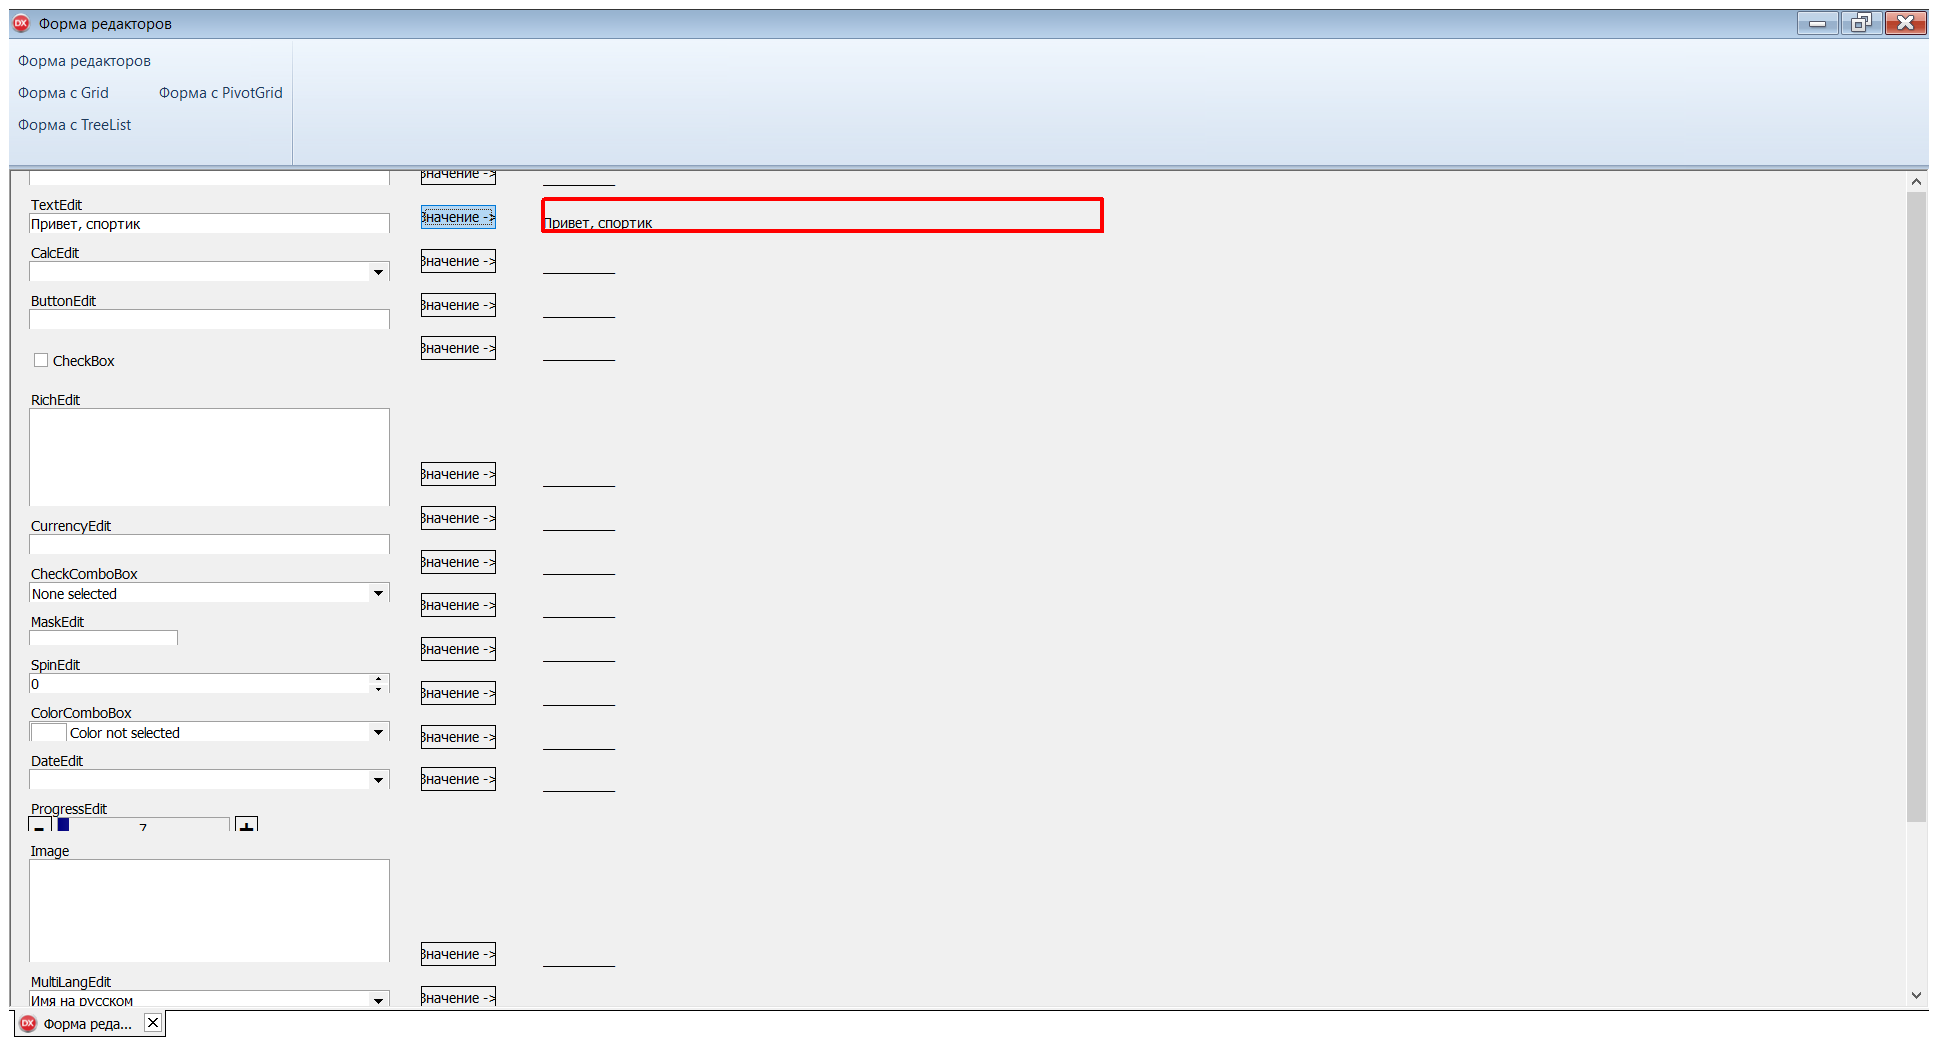 Форма редакторов
Форма редакторов
Форма с Grid Форма с PivotGrid
Форма с TreeList
Значение ->
TextEdit
Привет, спортик Значение -> Привет, спортик
CalcEdit
Значение ->
ButtonEdit
Значение ->
CheckBox Значение ->
RichEdit
Значение ->
CurrencyEdit
Значение ->
CheckComboBox
Значение ->
None selected
Значение ->
MaskEdit
Значение ->
SpinEdit
0
Значение ->
ColorComboBox
Color not selected
Значение ->
DateEdit
Значение ->
ProgressEdit
- 7 +
Image
Значение ->
MultiLangEdit
Имя на русском Значение ->
DX Форма реда...